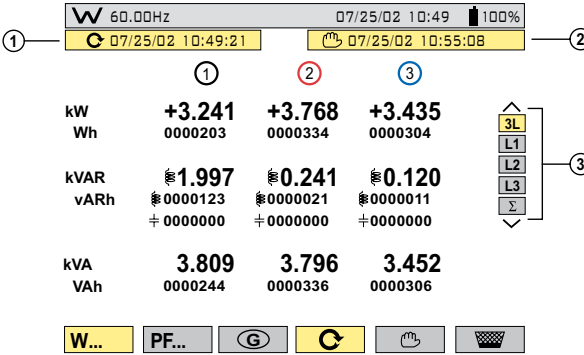 W 60.00Hz 07/25/02 10:49 100%
1 07/25/02 10:49:21 07/25/02 10:55:08 2
1 2 3
kW +3.241 +3.768 +3.435
Wh 0000203 0000334 0000304
3L
L1
L2
L3
Σ
3
kVAR 1.997 0.241 0.120
vARh 0000123 0000021 0000011
0000000 0000000 0000000
kVA 3.809 3.796 3.452
VAh 0000244 0000336 0000306
W... PF... G